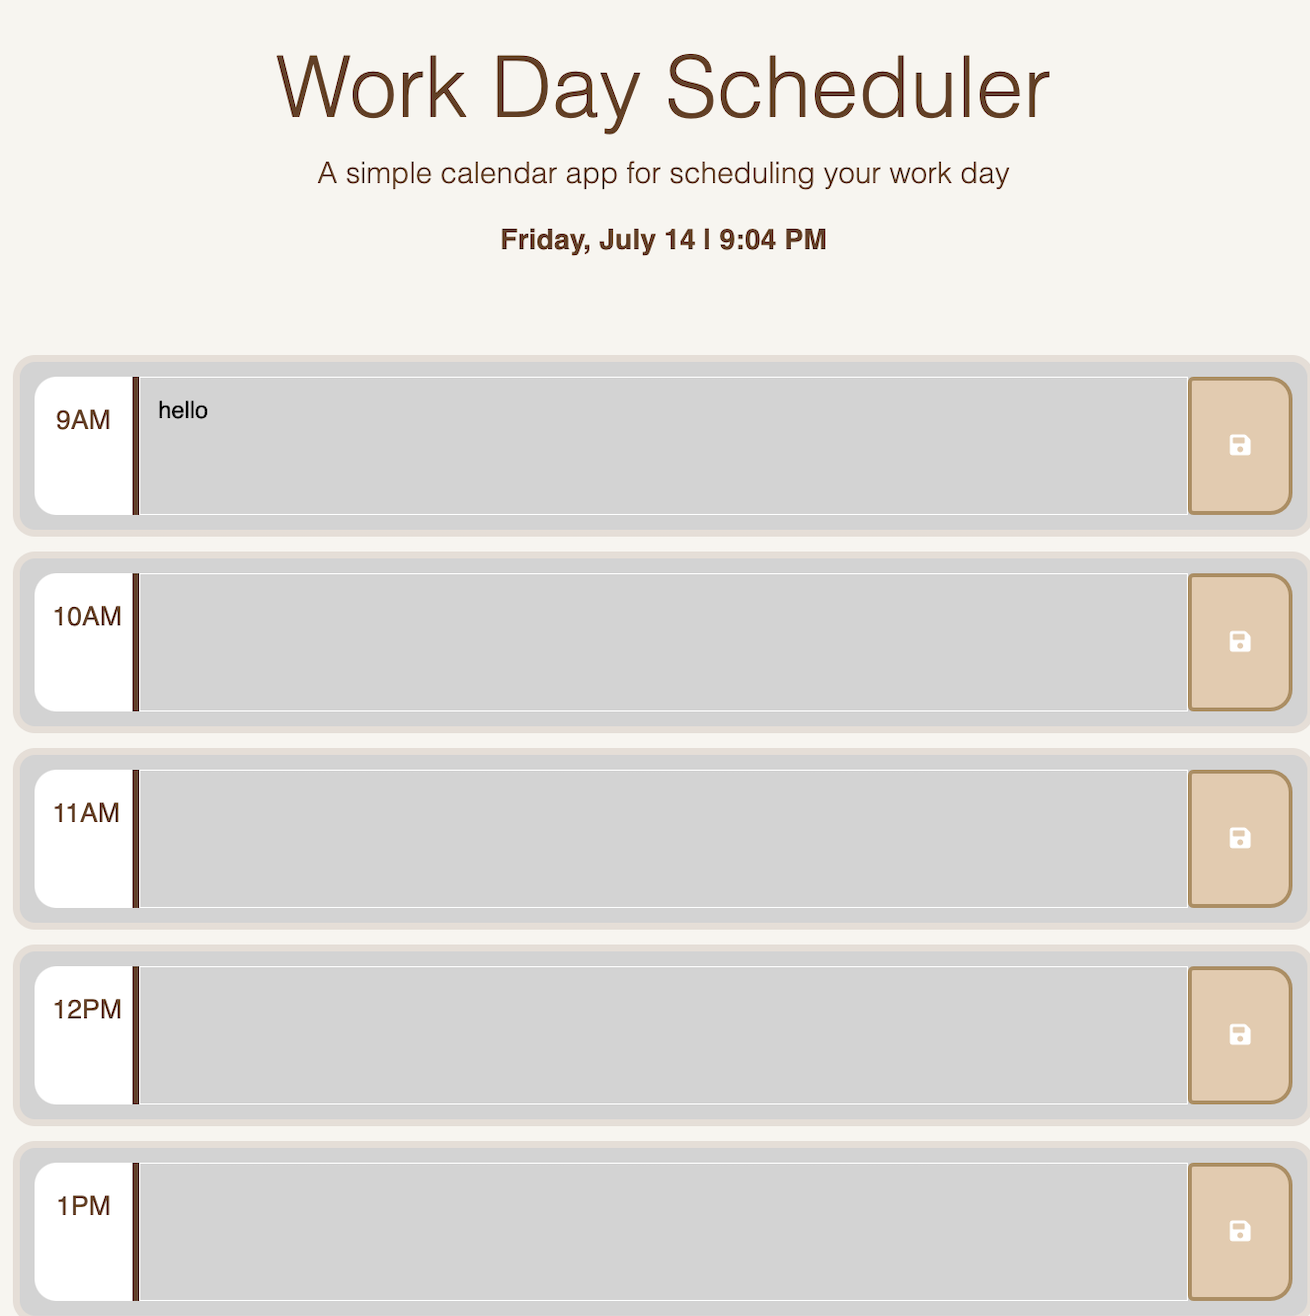 Work Day Scheduler
A simple calendar app for scheduling your work day
Friday, July 14 | 9:04 PM
9AM
hello
10AM
11AM
12PM
1PM